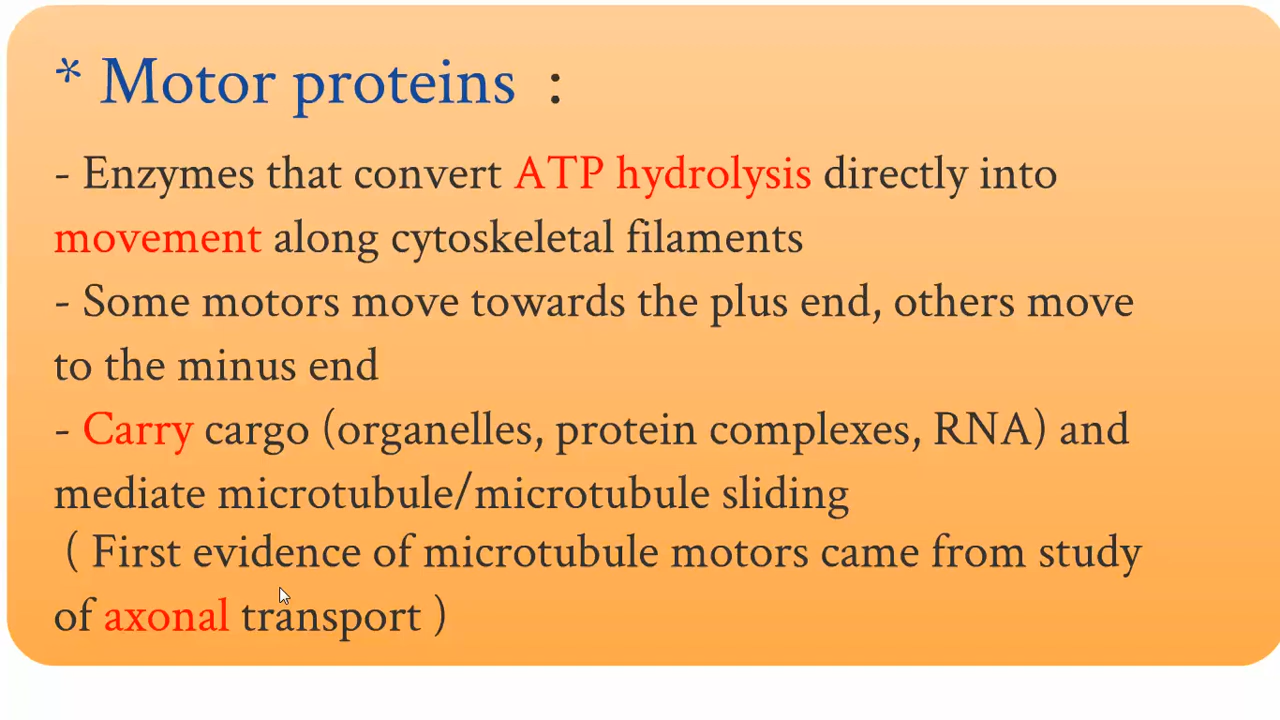 * Motor proteins :
- Enzymes that convert ATP hydrolysis directly into
movement along cytoskeletal filaments
- Some motors move towards the plus end, others move
to the minus end
- Carry cargo (organelles, protein complexes, RNA) and
mediate microtubule/microtubule sliding
( First evidence of microtubule motors came from study
of axonal transport )